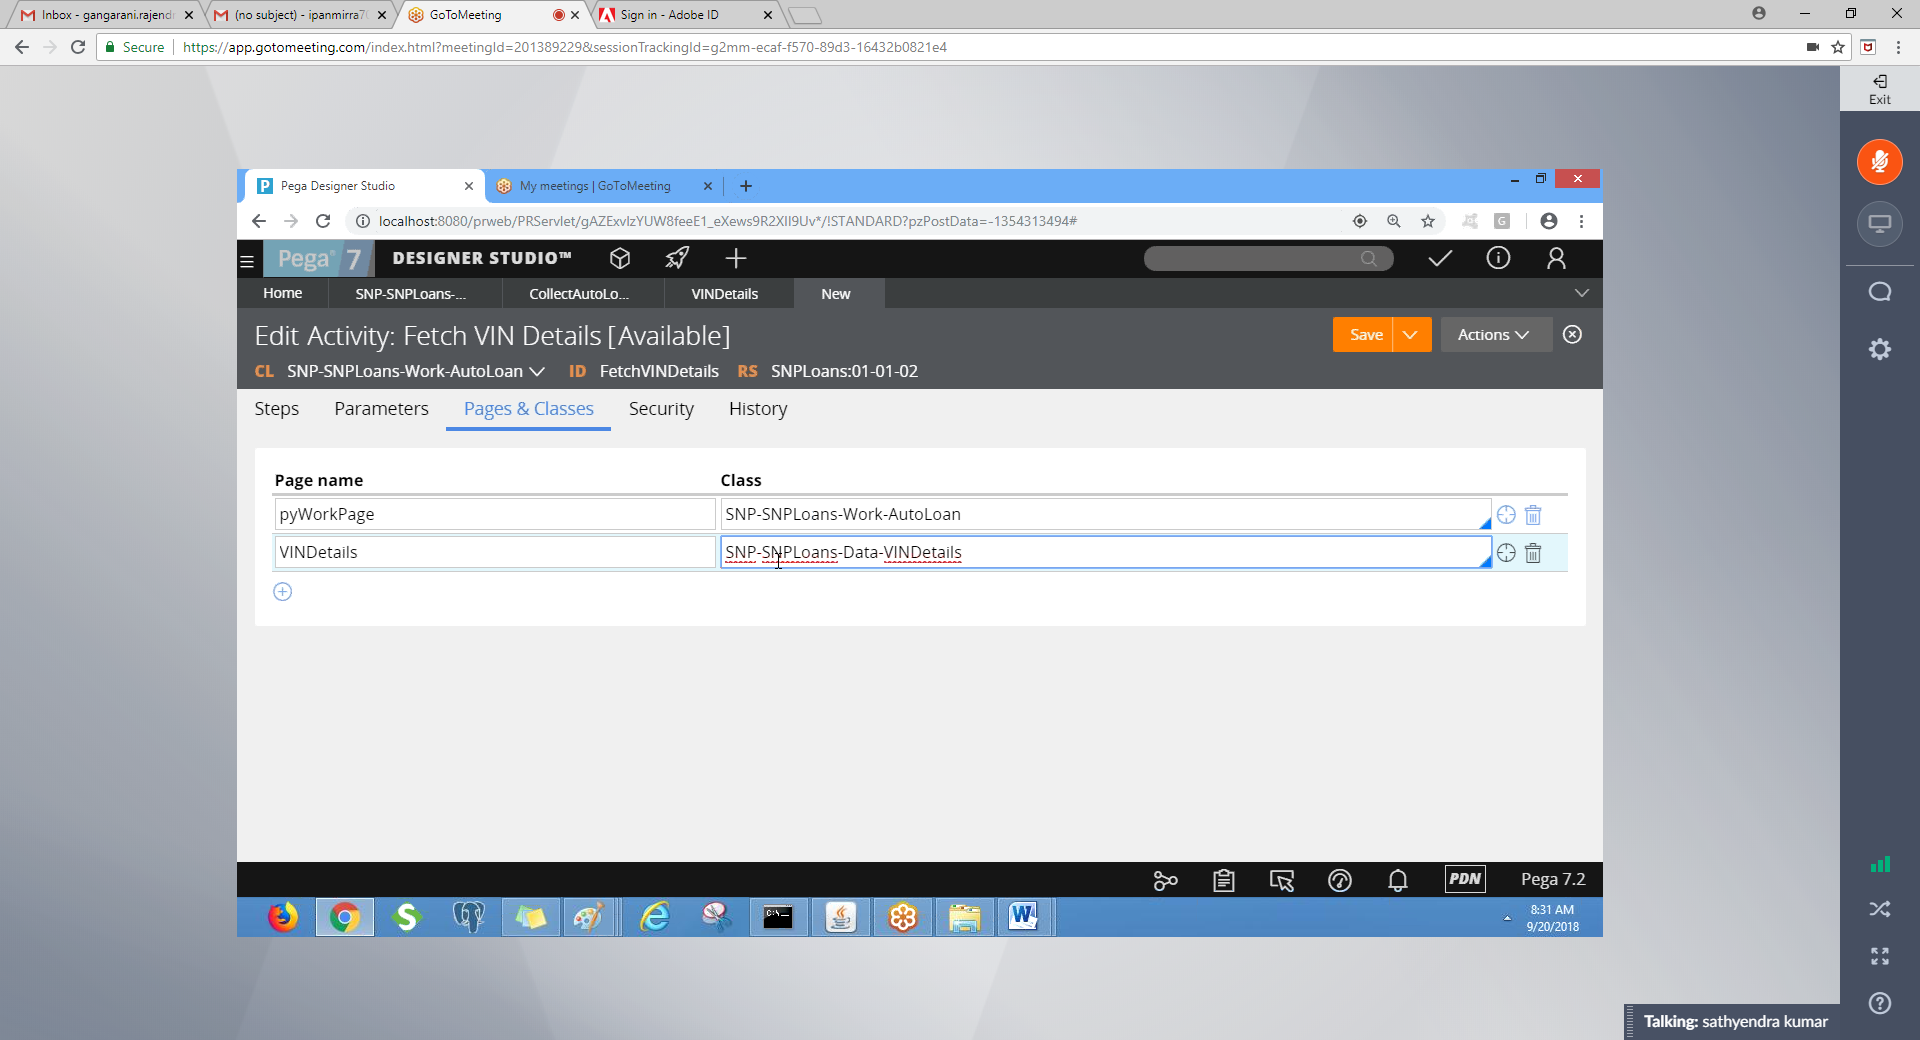 Inbox - gangarani.rajend
(no subject) - ipanmirra70
GoToMeeting
Sign in - Adobe ID
Secure
https://app.gotomeeting.com/index.html?meetingId=201389229&sessionTrackingId=g2mm-ecaf-f570-89d3-16432b0821e4
Exit
Pega Designer Studio
My meetings | GoToMeeting
localhost:8080/prweb/PRServlet/gAZExvIzYUW8feeE1_eXews9R2XII9Uv*/!STANDARD?pzPostData=-1354313494#
Pega 7
DESIGNER STUDIO™
Home
SNP-SNPLoans-...
CollectAutoLo...
VINDetails
New
Edit Activity: Fetch VIN Details [Available]
Save
Actions
CL SNP-SNPLoans-Work-AutoLoan ID FetchVINDetails RS SNPLoans:01-01-02
Steps
Parameters
Pages & Classes
Security
History
Page name
Class
pyWorkPage
SNP-SNPLoans-Work-AutoLoan
VINDetails
SNP-SNPLoans-Data-VINDetails
PDN
Pega 7.2
8:31 AM
9/20/2018
Talking: sathyendra kumar